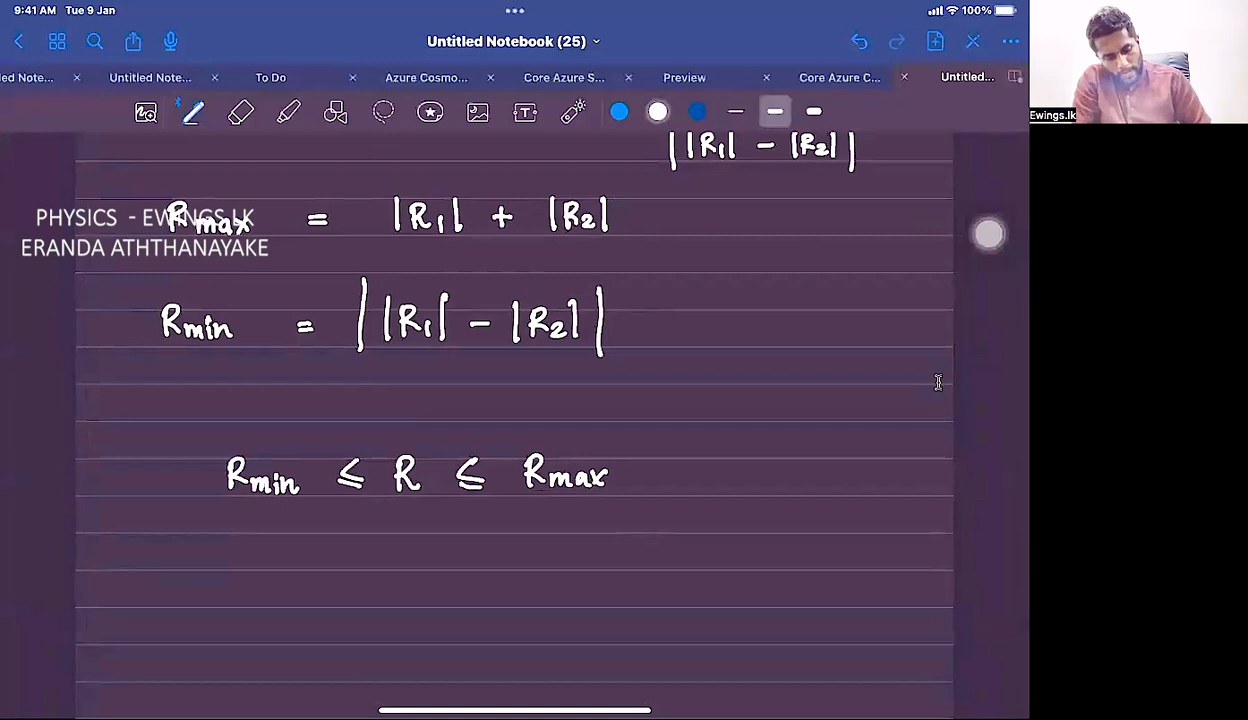 9:41 AM Tue 9 Jan
100%
Untitled Notebook (25)
led Note...
Untitled Note...
To Do
Azure Cosmo...
Core Azure S...
Preview
Core Azure C...
Untitled...
Ewings.lk
||R₁| - |R₂||
PHYSICS - EWINGS.LK
Rmax = |R₁| + |R₂|
ERANDA ATHTHANAYAKE
Rmin = ||R₁| - |R₂||
Rmin ≤ R ≤ Rmax